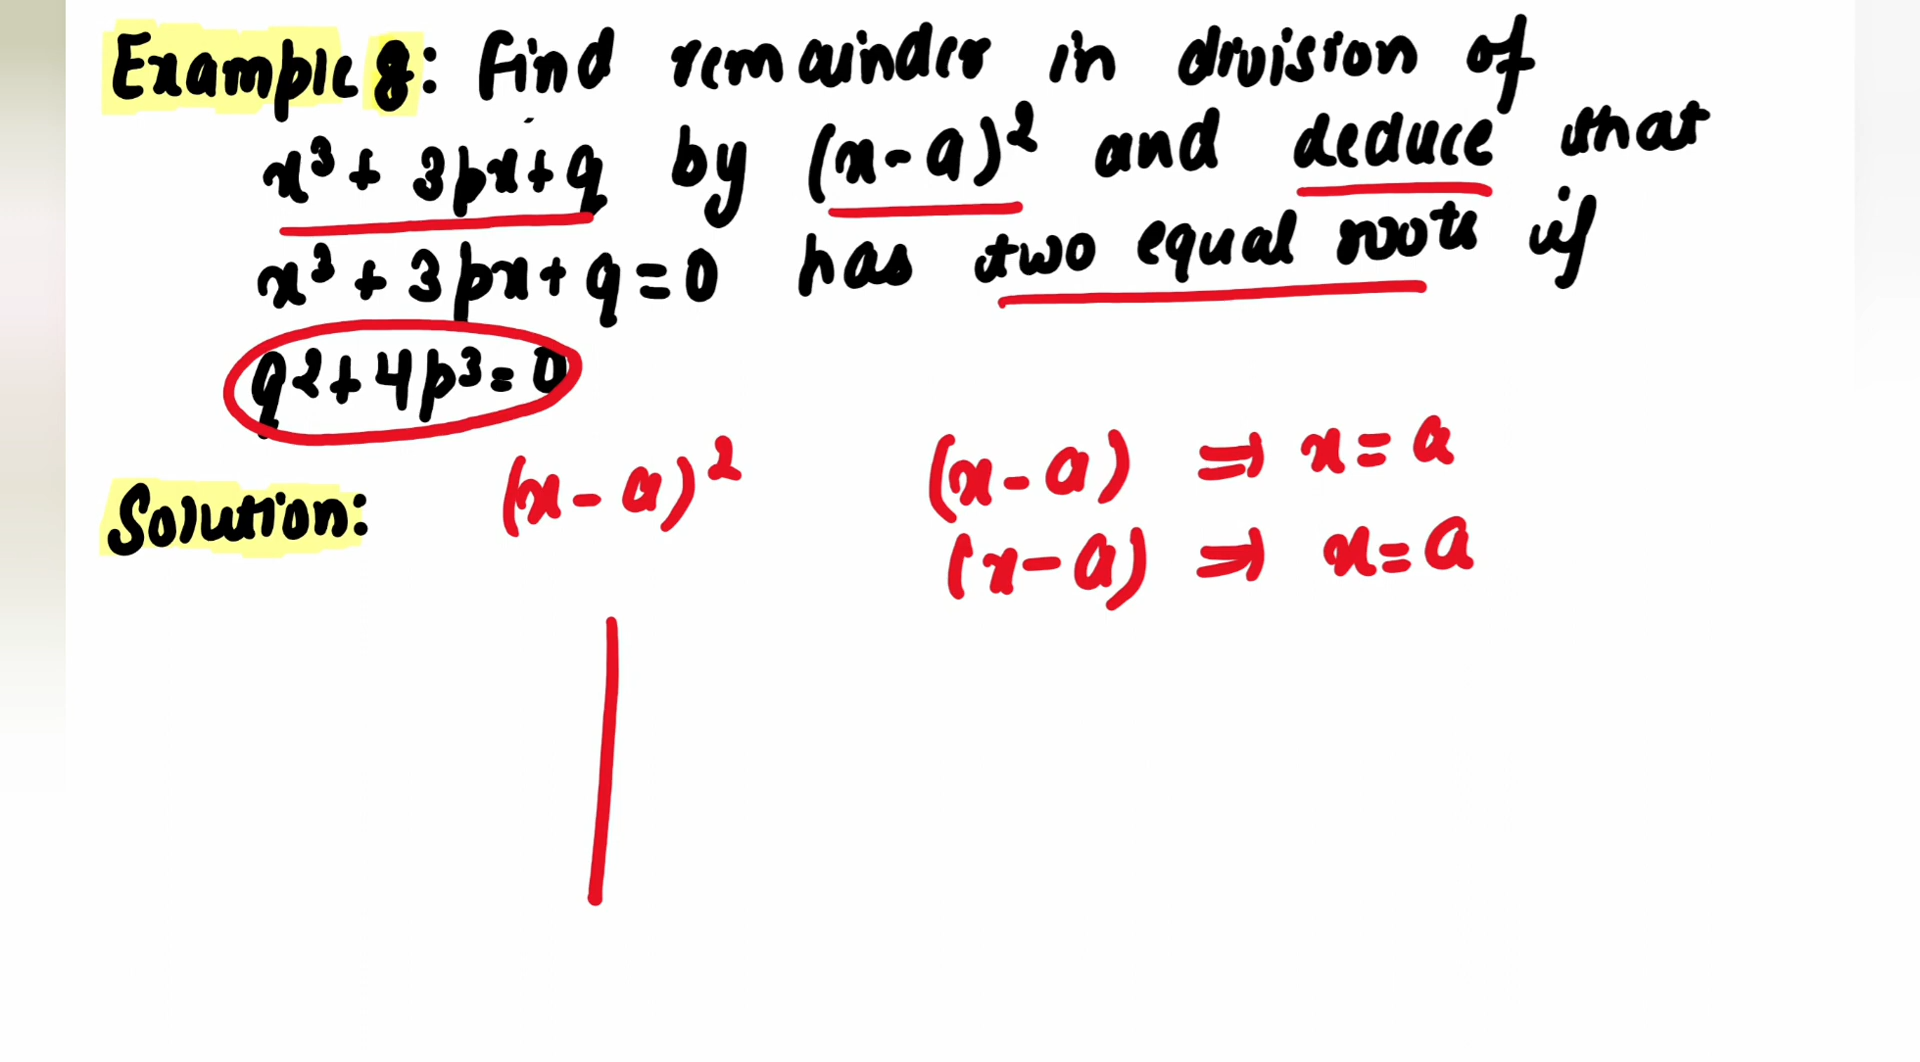 Example 8: Find remainder in division of
x³ + 3px + q by (x - a)² and deduce that
x³ + 3px + q = 0 has two equal roots if
q² + 4p³ = 0
Solution: (x - a)² (x - a) ⇒ x = a
(x - a) ⇒ x = a